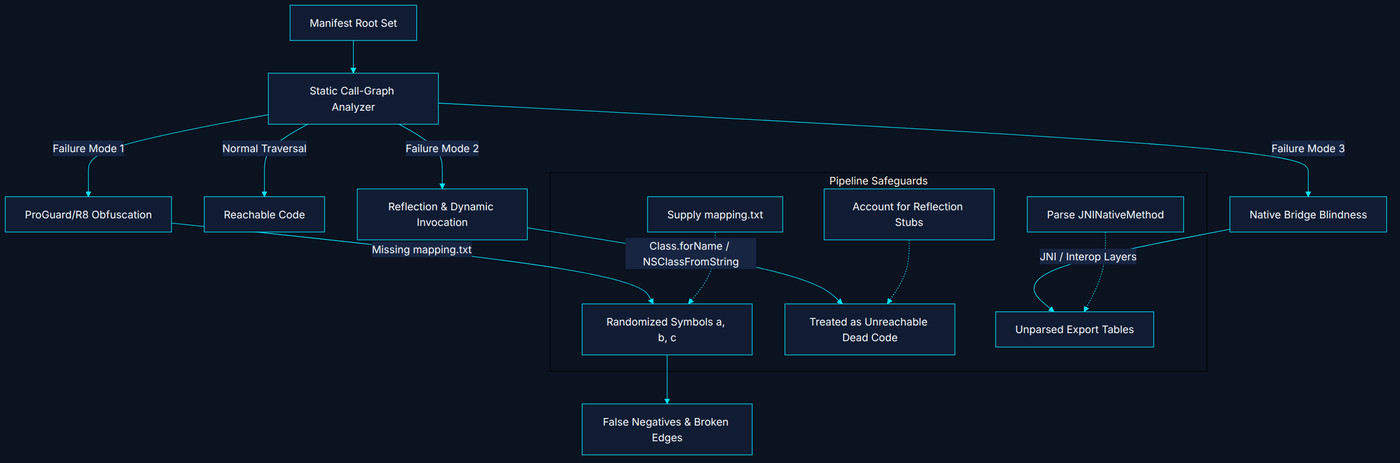 Manifest Root Set
Static Call-Graph
Analyzer
Failure Mode 1
Normal Traversal
Failure Mode 2
Failure Mode 3
Pipeline Safeguards
ProGuard/R8 Obfuscation
Reachable Code
Reflection & Dynamic
Invocation
Supply mapping.txt
Account for Reflection
Stubs
Parse JNINativeMethod
Native Bridge Blindness
Missing mapping.txt
Class.forName /
NSClassFromString
JNI / Interop Layers
Randomized Symbols a,
b, c
Treated as Unreachable
Dead Code
Unparsed Export Tables
False Negatives & Broken
Edges